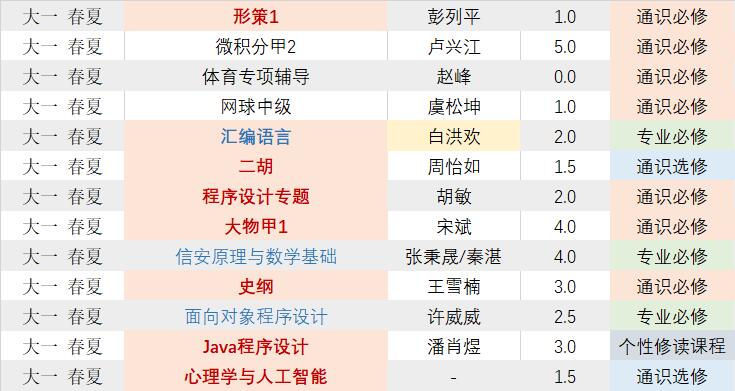 大一 春夏 形策1 彭列平 1.0 通识必修
大一 春夏 微积分甲2 卢兴江 5.0 通识必修
大一 春夏 体育专项辅导 赵峰 0.0 通识必修
大一 春夏 网球中级 虞松坤 1.0 通识必修
大一 春夏 汇编语言 白洪欢 2.0 专业必修
大一 春夏 二胡 周怡如 1.5 通识选修
大一 春夏 程序设计专题 胡敏 2.0 通识必修
大一 春夏 大物甲1 宋斌 4.0 通识必修
大一 春夏 信安原理与数学基础 张秉晟/秦湛 4.0 专业必修
大一 春夏 史纲 王雪楠 3.0 通识必修
大一 春夏 面向对象程序设计 许威威 2.5 专业必修
大一 春夏 Java程序设计 潘肖煜 3.0 个性修读课程
大一 春夏 心理学与人工智能 - 1.5 通识选修